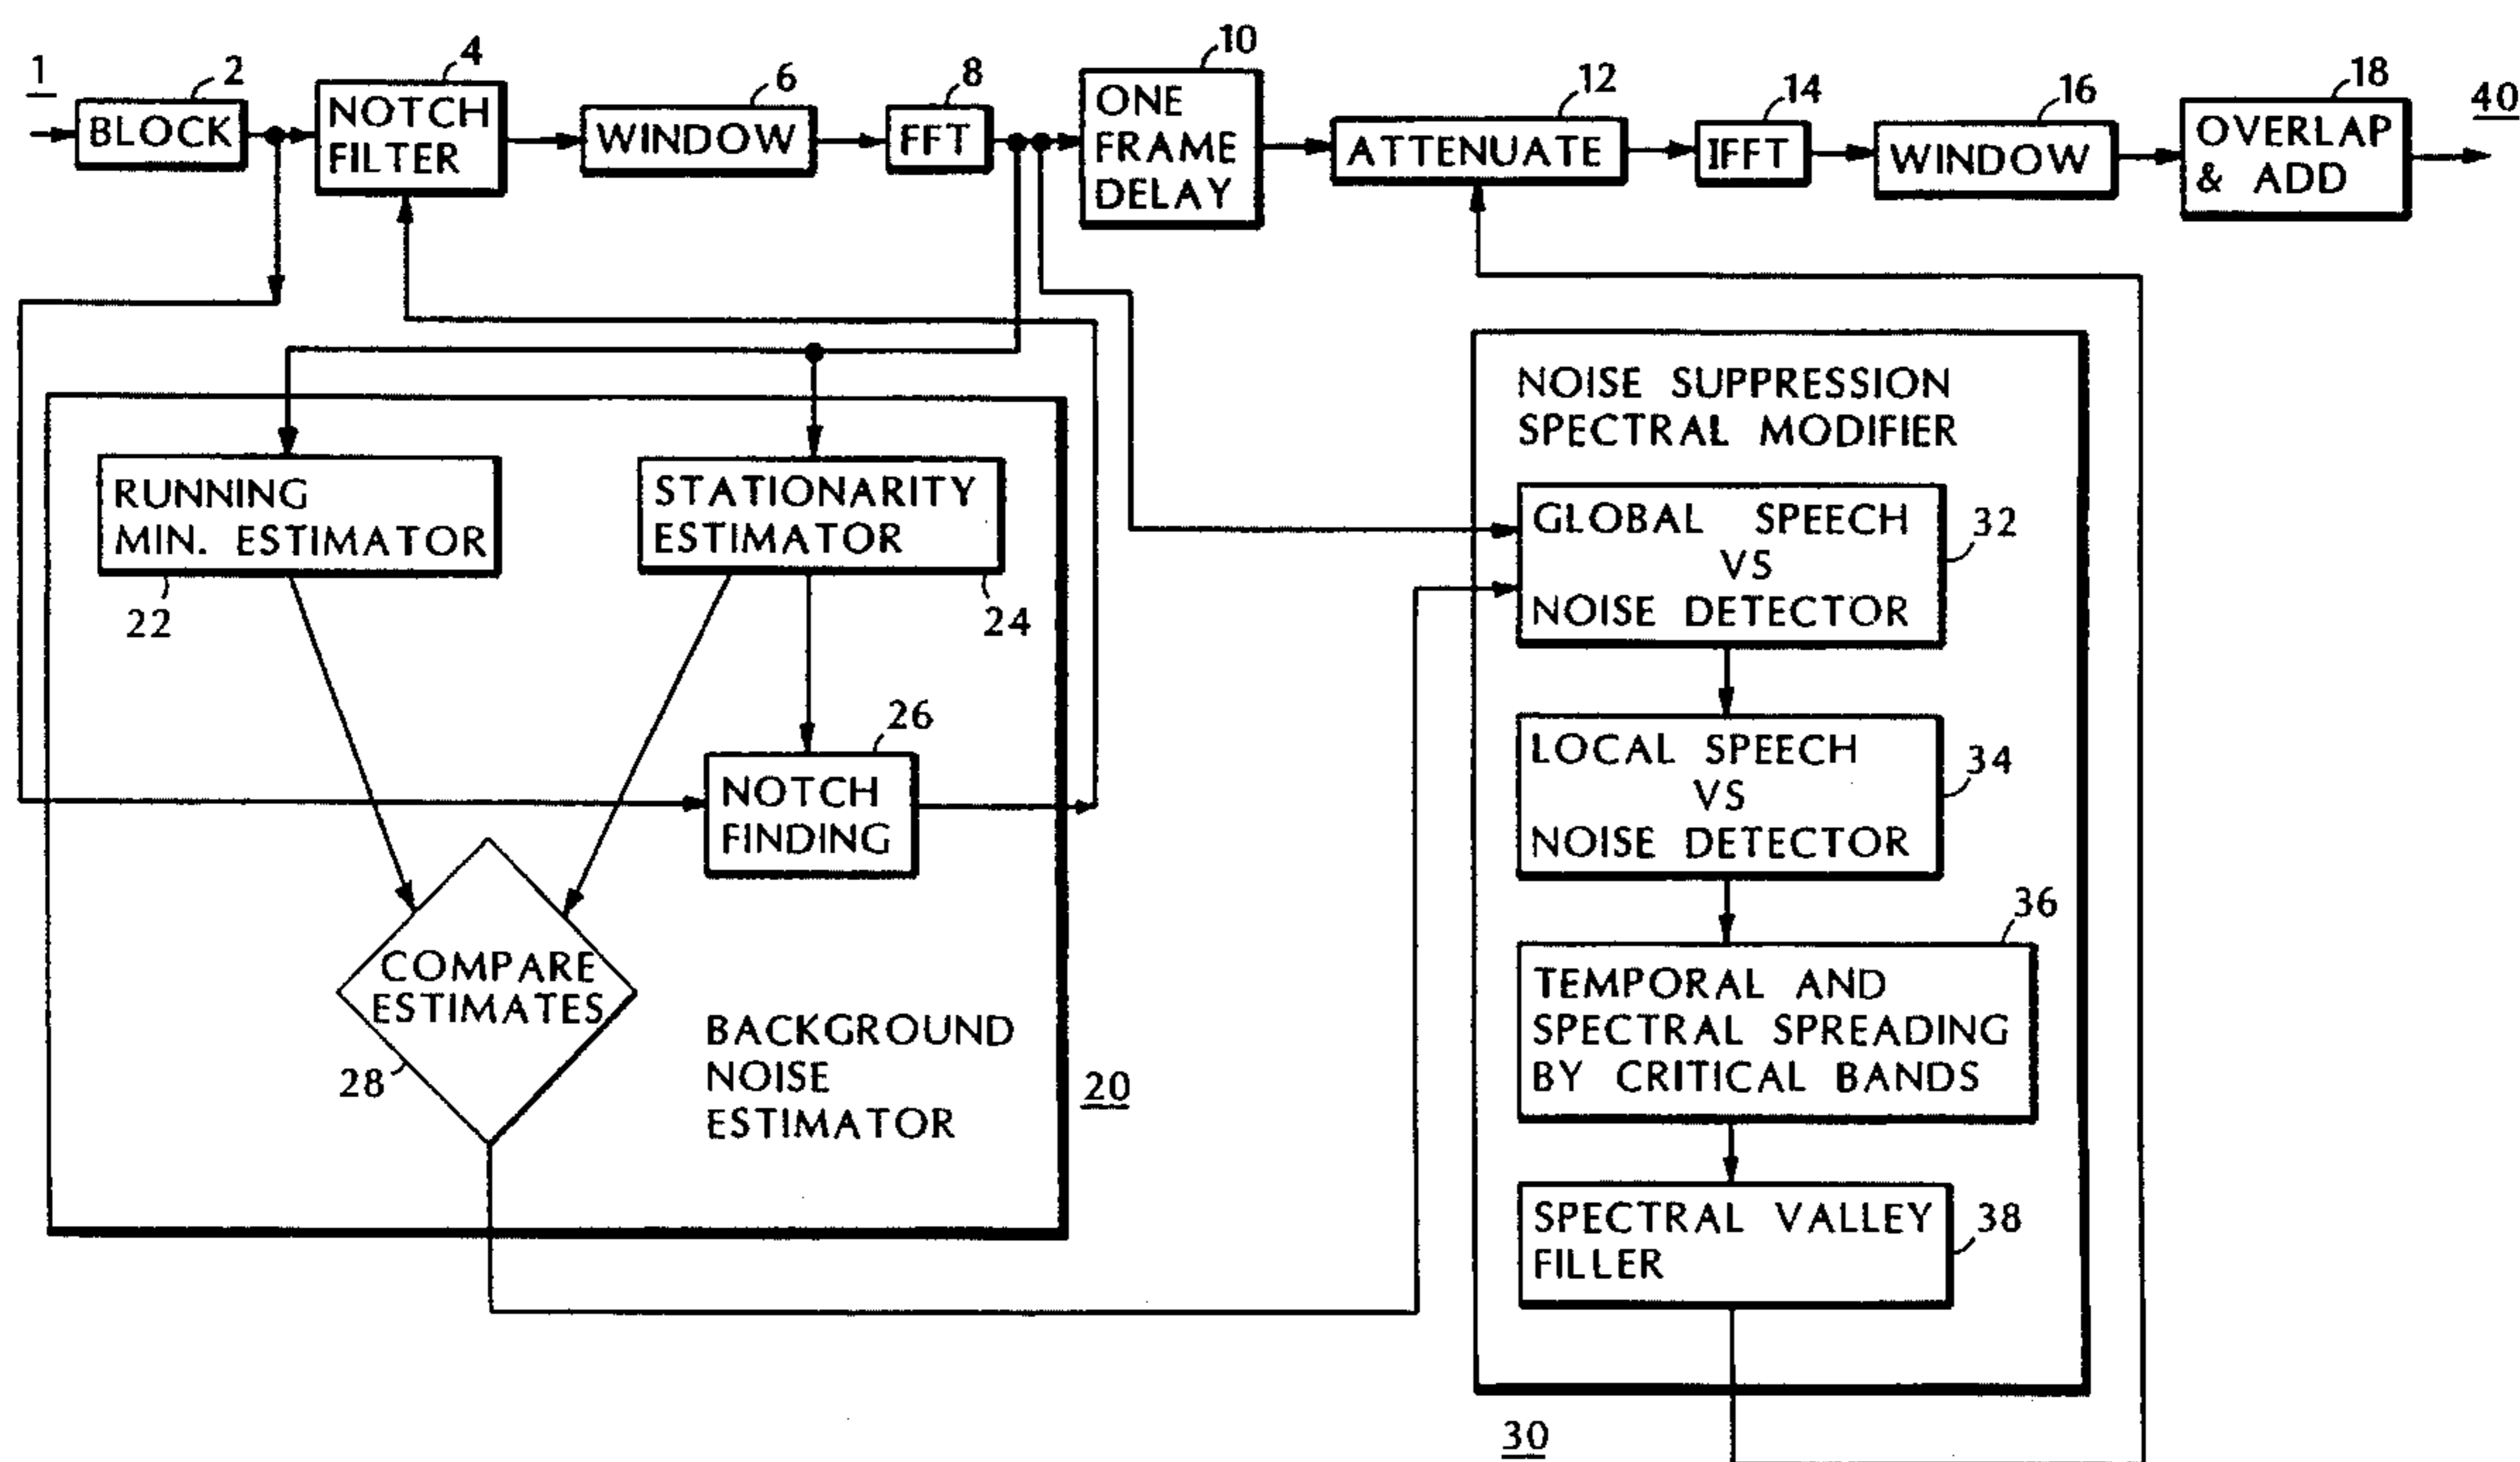 1
2
BLOCK
4
NOTCH
FILTER
6
WINDOW
8
FFT
10
ONE
FRAME
DELAY
12
ATTENUATE
14
IFFT
16
WINDOW
18
OVERLAP
& ADD
40
RUNNING
MIN. ESTIMATOR
22
STATIONARITY
ESTIMATOR
24
26
NOTCH
FINDING
COMPARE
ESTIMATES
28
BACKGROUND
NOISE
ESTIMATOR
20
NOISE SUPPRESSION
SPECTRAL MODIFIER
GLOBAL SPEECH
VS
NOISE DETECTOR
32
LOCAL SPEECH
VS
NOISE DETECTOR
34
36
TEMPORAL AND
SPECTRAL SPREADING
BY CRITICAL BANDS
SPECTRAL VALLEY
FILLER
38
30